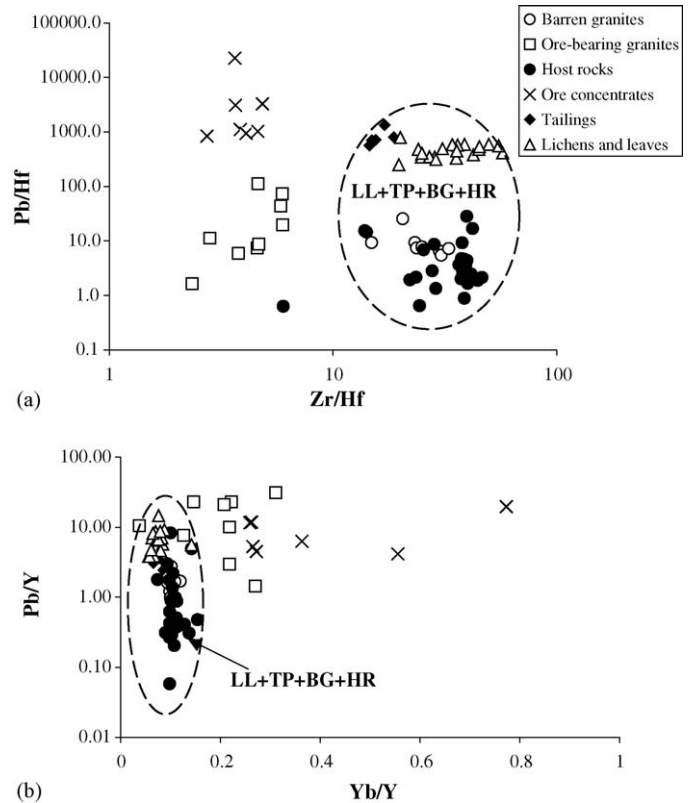 Barren granites
Ore-bearing granites
Host rocks
Ore concentrates
Tailings
Lichens and leaves
100000.0
10000.0
1000.0
100.0
10.0
1.0
0.1
Pb/Hf
LL+TP+BG+HR
1 10 100
(a) Zr/Hf
100.00
10.00
1.00
0.10
0.01
Pb/Y
LL+TP+BG+HR
0 0.2 0.4 0.6 0.8 1
(b) Yb/Y